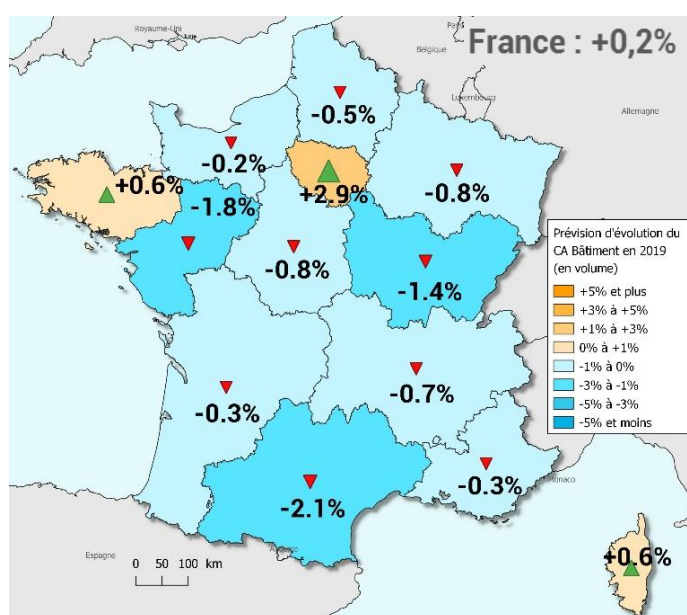 Royaume-Uni
France : +0,2%
Belgique
Luxembourg
Allemagne
-0.5%
-0.2%
+0.6%
+2.9%
-0.8%
-1.8%
-0.8%
-1.4%
Prévision d'évolution du
CA Bâtiment en 2019
(en volume)
+5% et plus
+3% à +5%
+1% à +3%
0% à +1%
-1% à 0%
-3% à -1%
-5% à -3%
-5% et moins
-0.7%
-0.3%
-0.3%
Monaco
-2.1%
Espagne
0 50 100 km
+0.6%